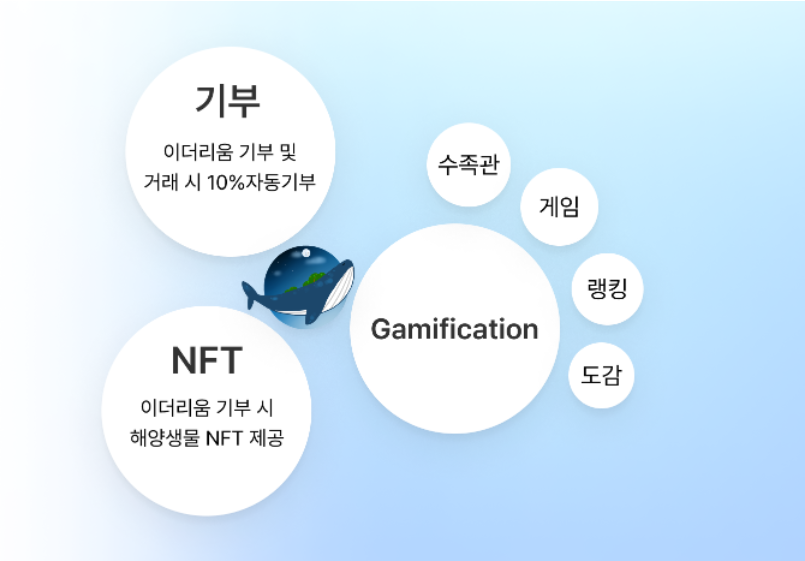 기부
이더리움 기부 및
거래 시 10%자동기부
NFT
이더리움 기부 시
해양생물 NFT 제공
Gamification
수족관
게임
랭킹
도감